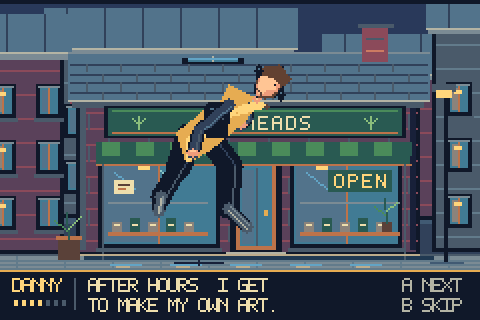 HEADS
OPEN
DANNY
AFTER HOURS I GET
TO MAKE MY OWN ART.
A NEXT
B SKIP